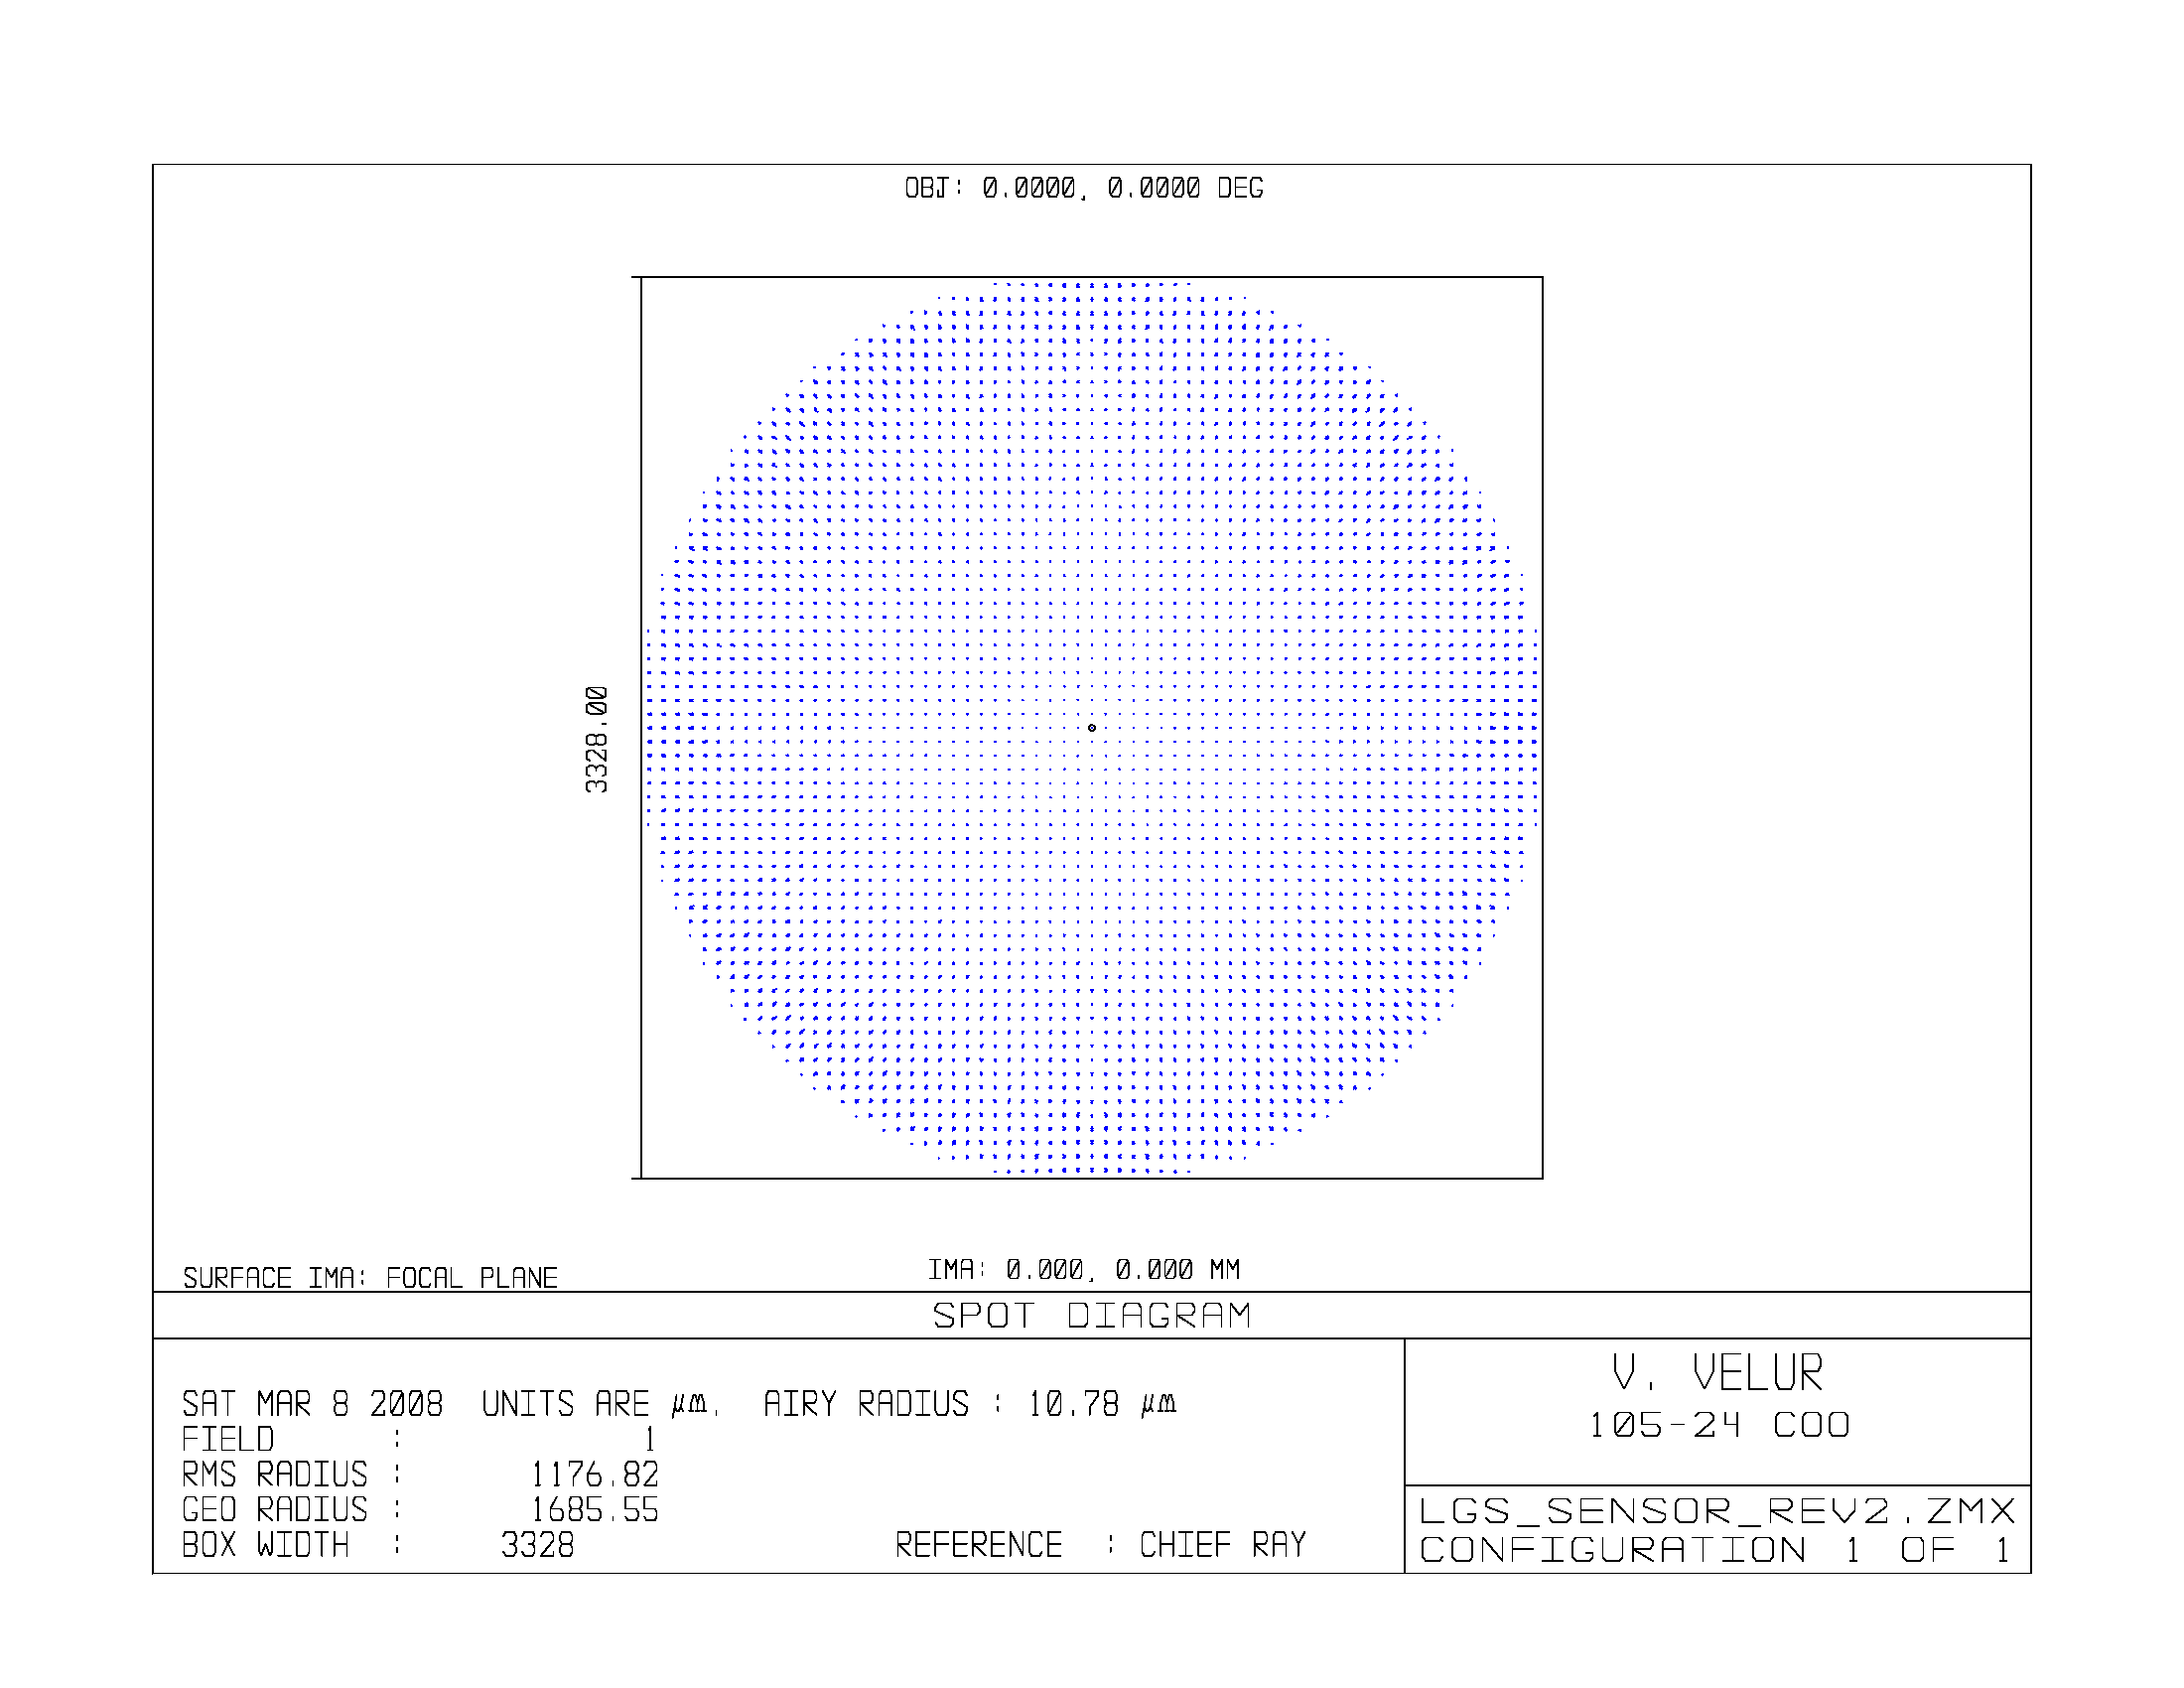 OBJ: 0.0000, 0.0000 DEG
3328.00
IMA: 0.000, 0.000 MM
SURFACE IMA: FOCAL PLANE
SPOT DIAGRAM
SAT MAR 8 2008 UNITS ARE µm. AIRY RADIUS : 10.78 µm
FIELD : 1
RMS RADIUS : 1176.82
GEO RADIUS : 1685.55
BOX WIDTH : 3328 REFERENCE : CHIEF RAY
V. VELUR
105-24 COO
LGS_SENSOR_REV2.ZMX
CONFIGURATION 1 OF 1